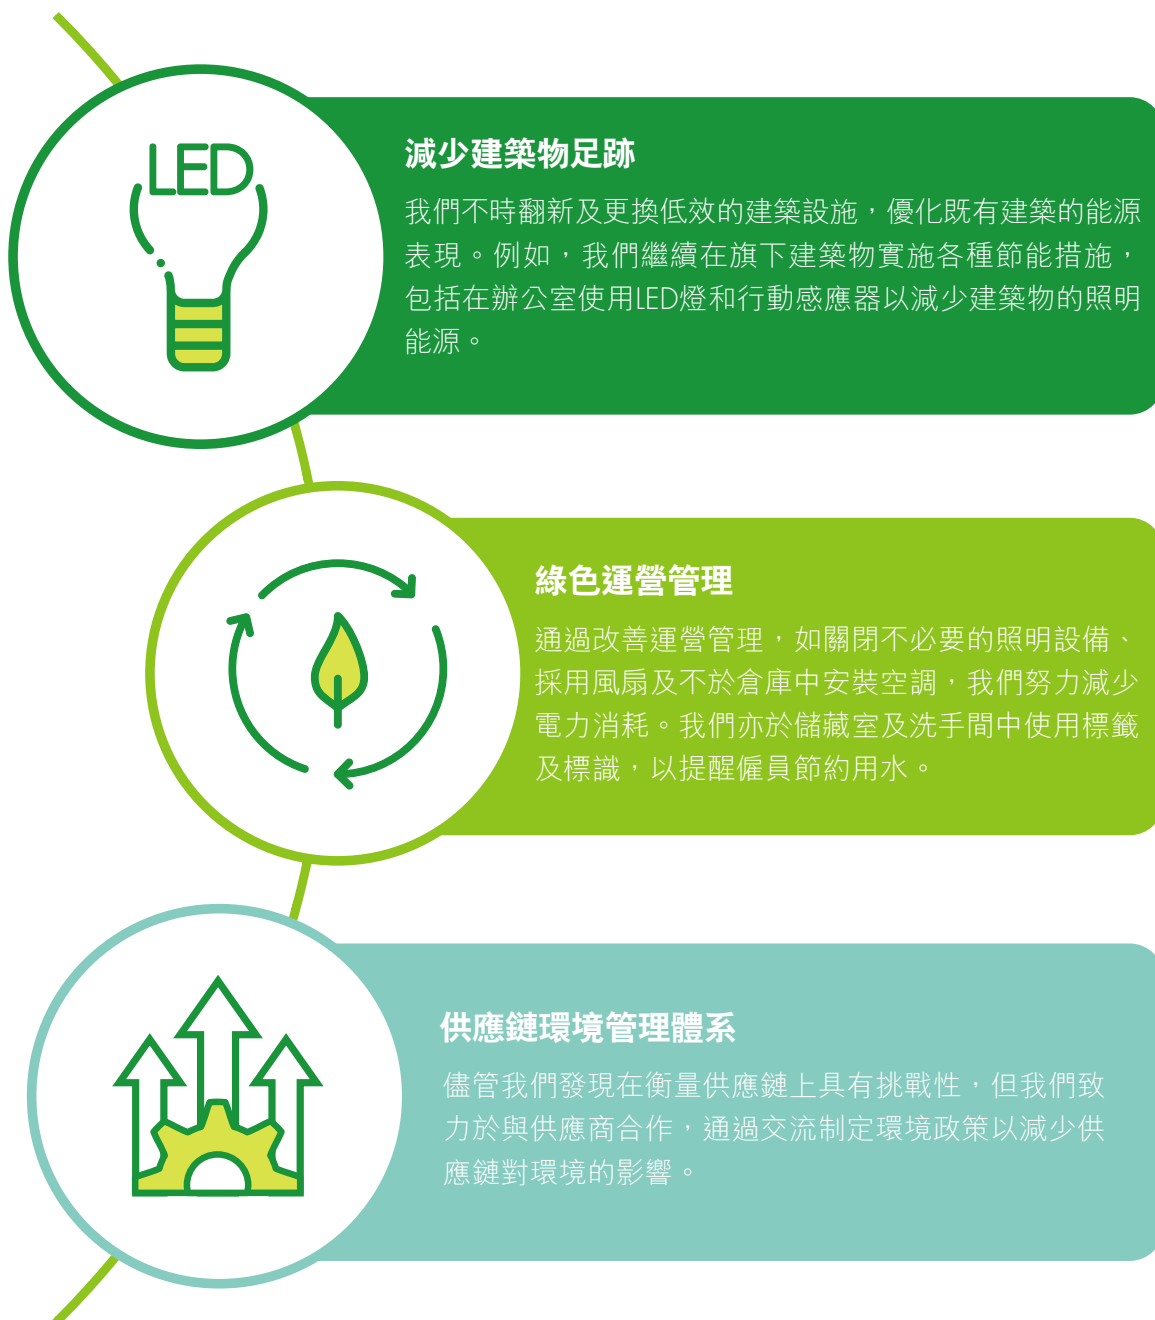 LED
減少建築物足跡
我們不時翻新及更換低效的建築設施，優化既有建築的能源
表現。例如，我們繼續在旗下建築物實施各種節能措施，
包括在辦公室使用LED燈和行動感應器以減少建築物的照明
能源。
綠色運營管理
通過改善運營管理，如關閉不必要的照明設備、
採用風扇及不於倉庫中安裝空調，我們努力減少
電力消耗。我們亦於儲藏室及洗手間中使用標籤
及標識，以提醒僱員節約用水。
供應鏈環境管理體系
儘管我們發現在衡量供應鏈上具有挑戰性，但我們致
力於與供應商合作，通過交流制定環境政策以減少供
應鏈對環境的影響。